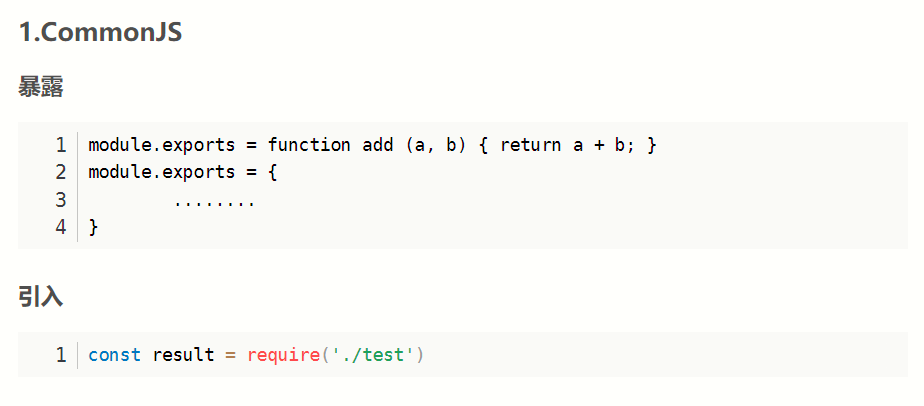 1.CommonJS
暴露
1 module.exports = function add (a, b) { return a + b; }
2 module.exports = {
3         ........
4 }
引入
1 const result = require('./test')